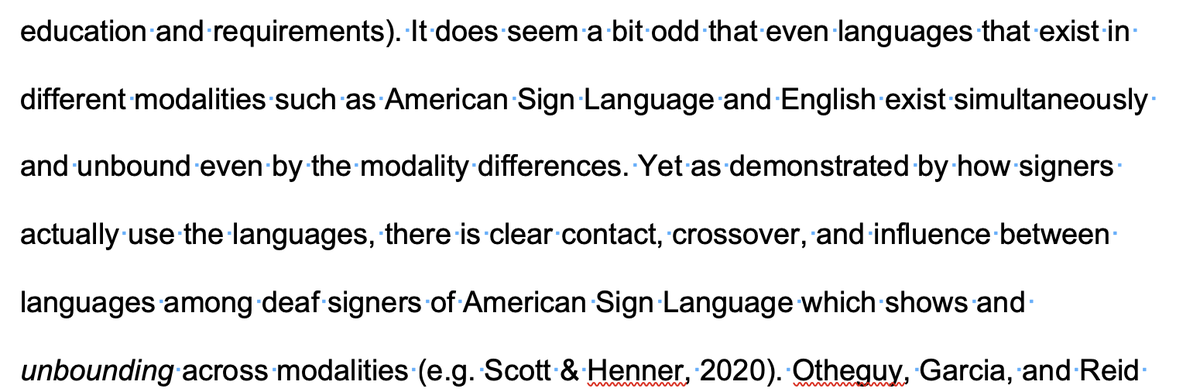 education and requirements). It does seem a bit odd that even languages that exist in
different modalities such as American Sign Language and English exist simultaneously
and unbound even by the modality differences. Yet as demonstrated by how signers
actually use the languages, there is clear contact, crossover, and influence between
languages among deaf signers of American Sign Language which shows and
unbounding across modalities (e.g. Scott & Henner, 2020). Otheguy, Garcia, and Reid